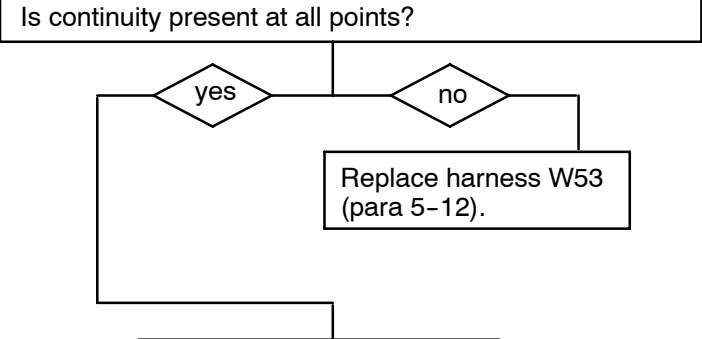 Is continuity present at all points?
yes
no
Replace harness W53
(para 5–12).